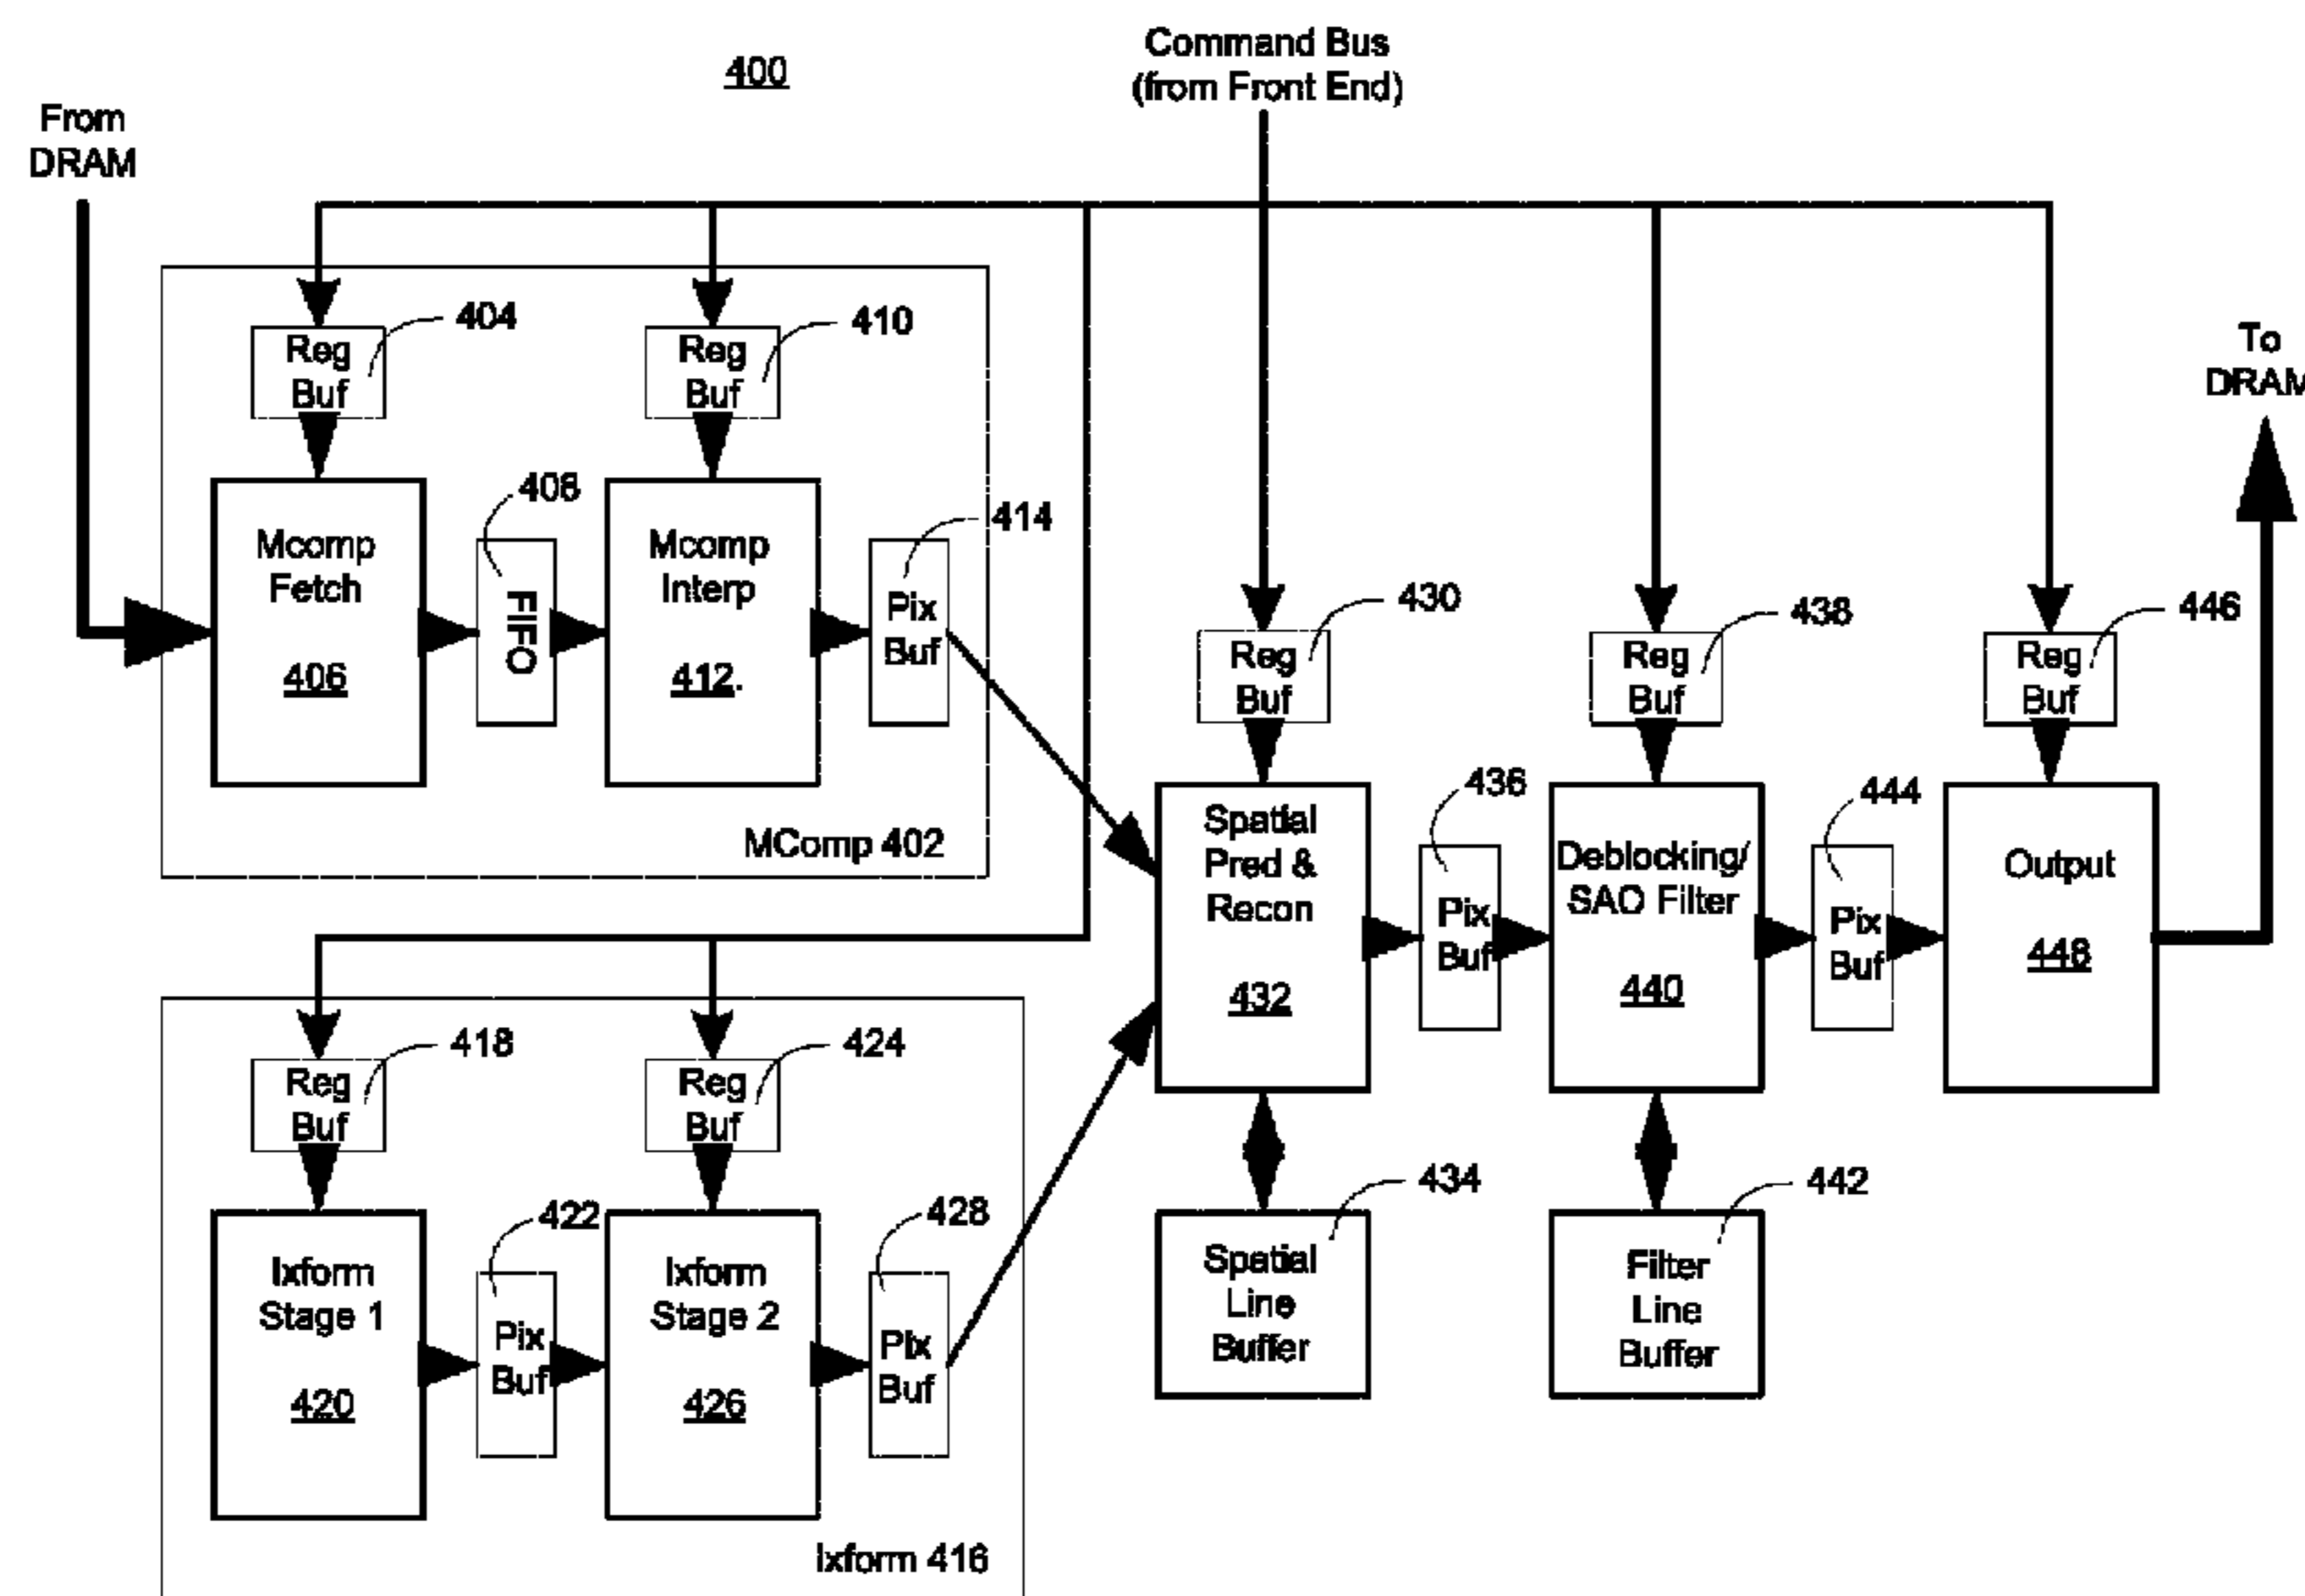 400
Command Bus
(from Front End)
From
DRAM
To
DRAM
Reg
Buf
404
Reg
Buf
410
Mcomp
Fetch
406
408
FIFO
Mcomp
Interp
412.
414
Pix
Buf
MComp 402
Reg
Buf
430
Reg
Buf
438
Reg
Buf
446
Spatial
Pred &
Recon
432
436
Pix
Buf
Deblocking/
SAO Filter
440
444
Pix
Buf
Output
448
Reg
Buf
418
Reg
Buf
424
Ixform
Stage 1
420
422
Pix
Buf
Ixform
Stage 2
426
428
Pix
Buf
Ixform 416
434
Spatial
Line
Buffer
442
Filter
Line
Buffer